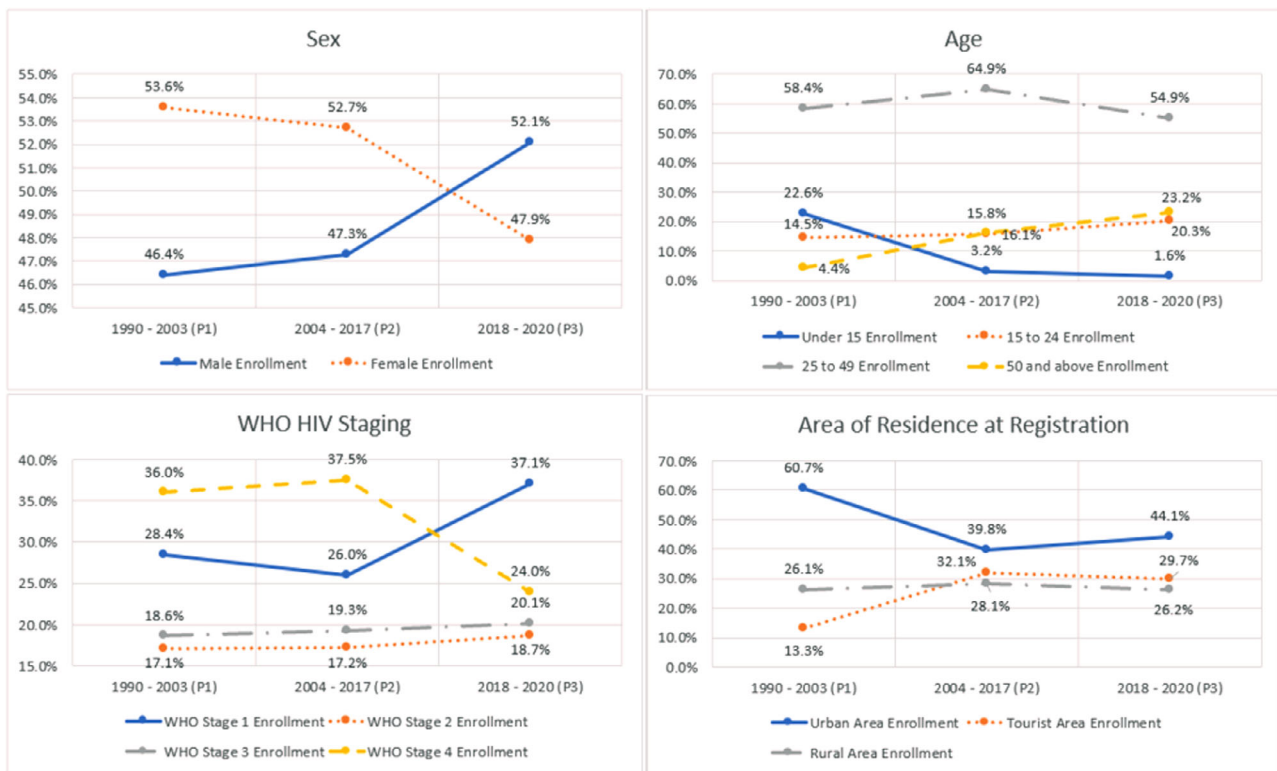 Sex
55.0%
54.0%
53.0%
52.0%
51.0%
50.0%
49.0%
48.0%
47.0%
46.0%
45.0%
53.6%
52.7%
52.1%
46.4%
47.3%
47.9%
1990 - 2003 (P1)
2004 - 2017 (P2)
2018 - 2020 (P3)
Male Enrollment
Female Enrollment
Age
70.0%
60.0%
50.0%
40.0%
30.0%
20.0%
10.0%
0.0%
58.4%
64.9%
54.9%
22.6%
14.5%
4.4%
15.8%
16.1%
3.2%
23.2%
20.3%
1.6%
1990 - 2003 (P1)
2004 - 2017 (P2)
2018 - 2020 (P3)
Under 15 Enrollment
15 to 24 Enrollment
25 to 49 Enrollment
50 and above Enrollment
WHO HIV Staging
40.0%
35.0%
30.0%
25.0%
20.0%
15.0%
36.0%
37.5%
37.1%
28.4%
26.0%
24.0%
18.6%
19.3%
20.1%
17.1%
17.2%
18.7%
1990 - 2003 (P1)
2004 - 2017 (P2)
2018 - 2020 (P3)
WHO Stage 1 Enrollment
WHO Stage 2 Enrollment
WHO Stage 3 Enrollment
WHO Stage 4 Enrollment
Area of Residence at Registration
70.0%
60.0%
50.0%
40.0%
30.0%
20.0%
10.0%
0.0%
60.7%
39.8%
44.1%
26.1%
32.1%
29.7%
13.3%
28.1%
26.2%
1990 - 2003 (P1)
2004 - 2017 (P2)
2018 - 2020 (P3)
Urban Area Enrollment
Tourist Area Enrollment
Rural Area Enrollment